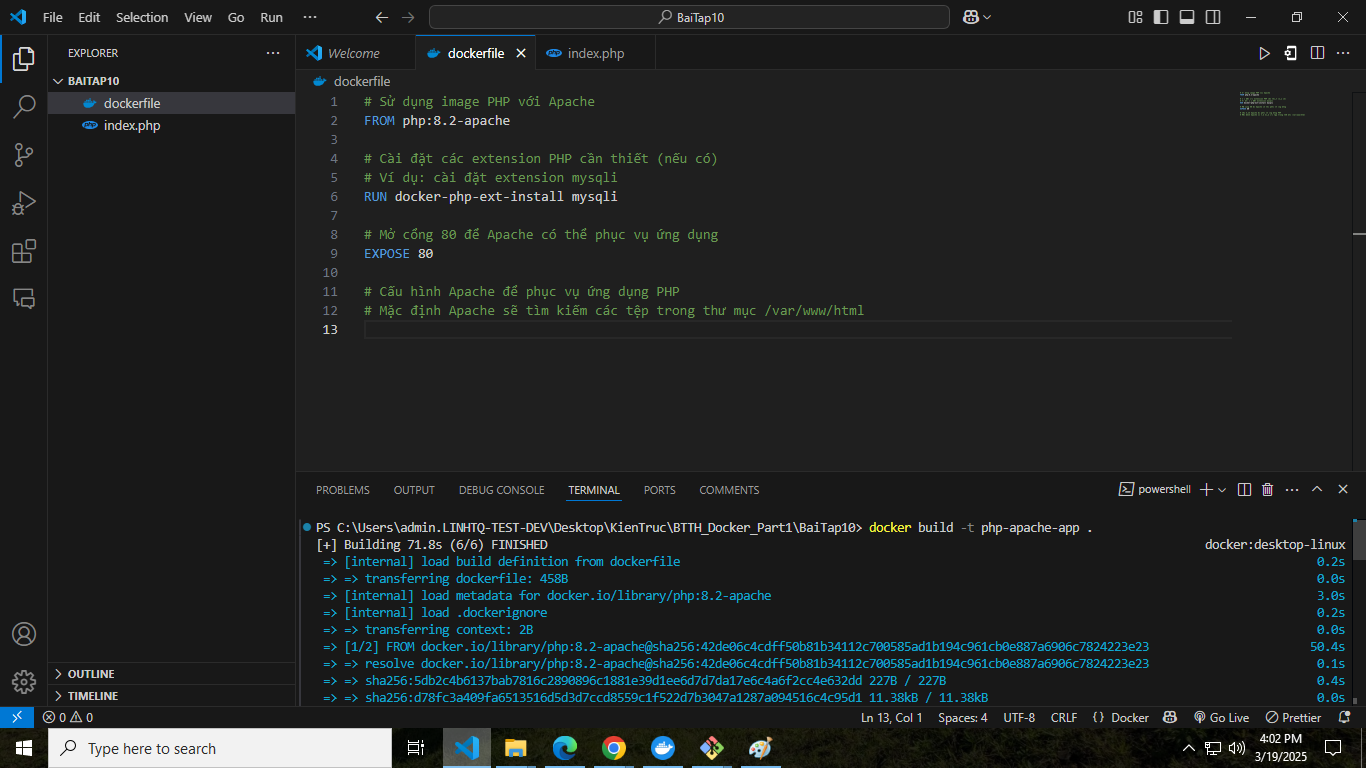 File Edit Selection View Go Run ··· BaiTap10
EXPLORER ···
BAITAP10
dockerfile
index.php
OUTLINE
TIMELINE
Welcome dockerfile index.php
dockerfile
1 # Sử dụng image PHP với Apache
2 FROM php:8.2-apache
3
4 # Cài đặt các extension PHP cần thiết (nếu có)
5 # Ví dụ: cài đặt extension mysqli
6 RUN docker-php-ext-install mysqli
7
8 # Mở cổng 80 để Apache có thể phục vụ ứng dụng
9 EXPOSE 80
10
11 # Cấu hình Apache để phục vụ ứng dụng PHP
12 # Mặc định Apache sẽ tìm kiếm các tệp trong thư mục /var/www/html
13
PROBLEMS OUTPUT DEBUG CONSOLE TERMINAL PORTS COMMENTS powershell
PS C:\Users\admin.LINHTQ-TEST-DEV\Desktop\KienTruc\BTTH_Docker_Part1\BaiTap10> docker build -t php-apache-app .
[+] Building 71.8s (6/6) FINISHED docker:desktop-linux
=> [internal] load build definition from dockerfile 0.2s
=> => transferring dockerfile: 458B 0.0s
=> [internal] load metadata for docker.io/library/php:8.2-apache 3.0s
=> [internal] load .dockerignore 0.2s
=> => transferring context: 2B 0.0s
=> [1/2] FROM docker.io/library/php:8.2-apache@sha256:42de06c4cdff50b81b34112c700585ad1b194c961cb0e887a6906c7824223e23 50.4s
=> => resolve docker.io/library/php:8.2-apache@sha256:42de06c4cdff50b81b34112c700585ad1b194c961cb0e887a6906c7824223e23 0.1s
=> => sha256:5db2c4b6137bab7816c2890896c1881e39d1ee6d7d7da17e6c4a6f2cc4e632dd 227B / 227B 0.4s
=> => sha256:d78fc3a409fa6513516d5d3d7ccd8559c1f522d7b3047a1287a094516c4c95d1 11.38kB / 11.38kB 0.0s
0 0 Ln 13, Col 1 Spaces: 4 UTF-8 CRLF {} Docker Go Live Prettier
Type here to search
4:02 PM
3/19/2025